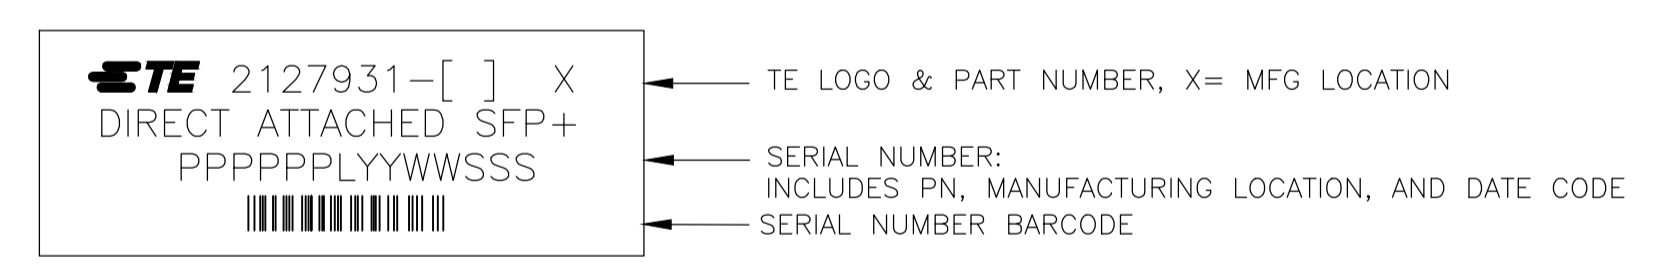 TE 2127931-[ ] X
DIRECT ATTACHED SFP+
PPPPPPLYYWWSSS
TE LOGO & PART NUMBER, X= MFG LOCATION
SERIAL NUMBER:
INCLUDES PN, MANUFACTURING LOCATION, AND DATE CODE
SERIAL NUMBER BARCODE